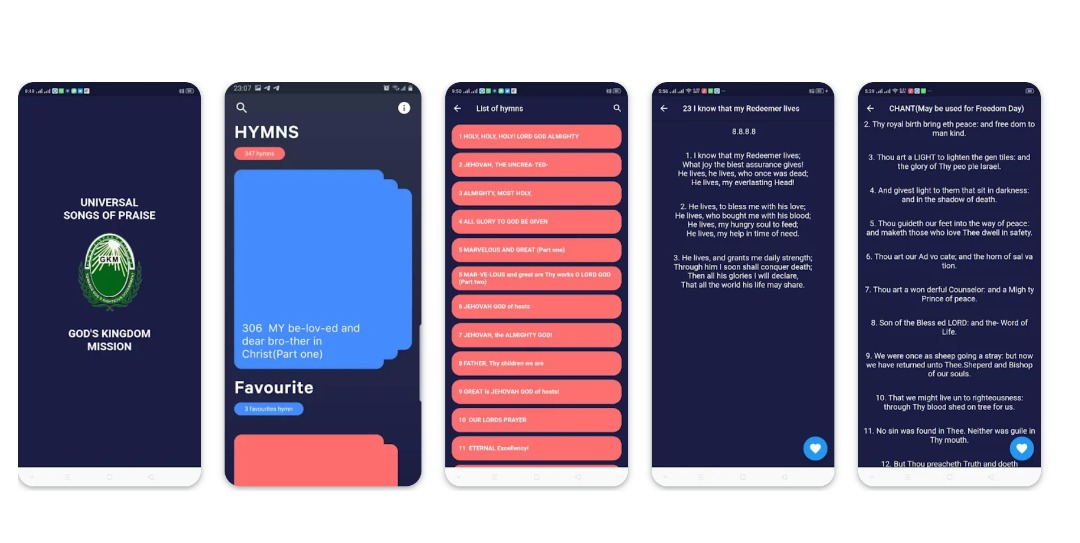 9:49
UNIVERSAL
SONGS OF PRAISE
GKM
GOD'S KINGDOM
MISSION
23:07
HYMNS
347 hymns
306 MY be-lov-ed and
dear bro-ther in
Christ(Part one)
Favourite
3 favourites hymn
9:50
List of hymns
1 HOLY, HOLY, HOLY! LORD GOD ALMIGHTY
2 JEHOVAH, THE UNCREA-TED-
3 ALMIGHTY, MOST HOLY,
4 ALL GLORY TO GOD BE GIVEN
5 MARVELOUS AND GREAT (Part one)
5 MAR-VE-LOUS and great are Thy works O LORD GOD
(Part two)
6 JEHOVAH GOD of hosts
7 JEHOVAH, the ALMIGHTY GOD!
8 FATHER, Thy children we are
9 GREAT is JEHOVAH GOD of hosts!
10 OUR LORDS PRAYER
11 ETERNAL Excellency!
5:56
23 I know that my Redeemer lives
8.8.8.8
1. I know that my Redeemer lives;
What joy the blest assurance gives!
He lives, he lives, who once was dead;
He lives, my everlasting Head!
2. He lives, to bless me with his love;
He lives, who bought me with his blood;
He lives, my hungry soul to feed;
He lives, my help in time of need.
3. He lives, and grants me daily strength;
Through him I soon shall conquer death;
Then all his glories I will declare,
That all the world his life may share.
5:39
CHANT(May be used for Freedom Day)
2. Thy royal birth bring eth peace: and free dom to
man kind.
3. Thou art a LIGHT to lighten the gen tiles: and
the glory of Thy peo ple Israel.
4. And givest light to them that sit in darkness:
and in the shadow of death.
5. Thou guideth our feet into the way of peace:
and maketh those who love Thee dwell in safety.
6. Thou art our Ad vo cate; and the horn of sal va
tion.
7. Thou art a won derful Counselor: and a Migh ty
Prince of peace.
8. Son of the Bless ed LORD: and the- Word of
Life.
9. We were once as sheep going a stray: but now
we have returned unto Thee.Sheperd and Bishop
of our souls.
10. That we might live un to righteousness:
through Thy blood shed on tree for us.
11. No sin was found in Thee. Neither was guile in
Thy mouth.
12. But Thou preacheth Truth and doeth